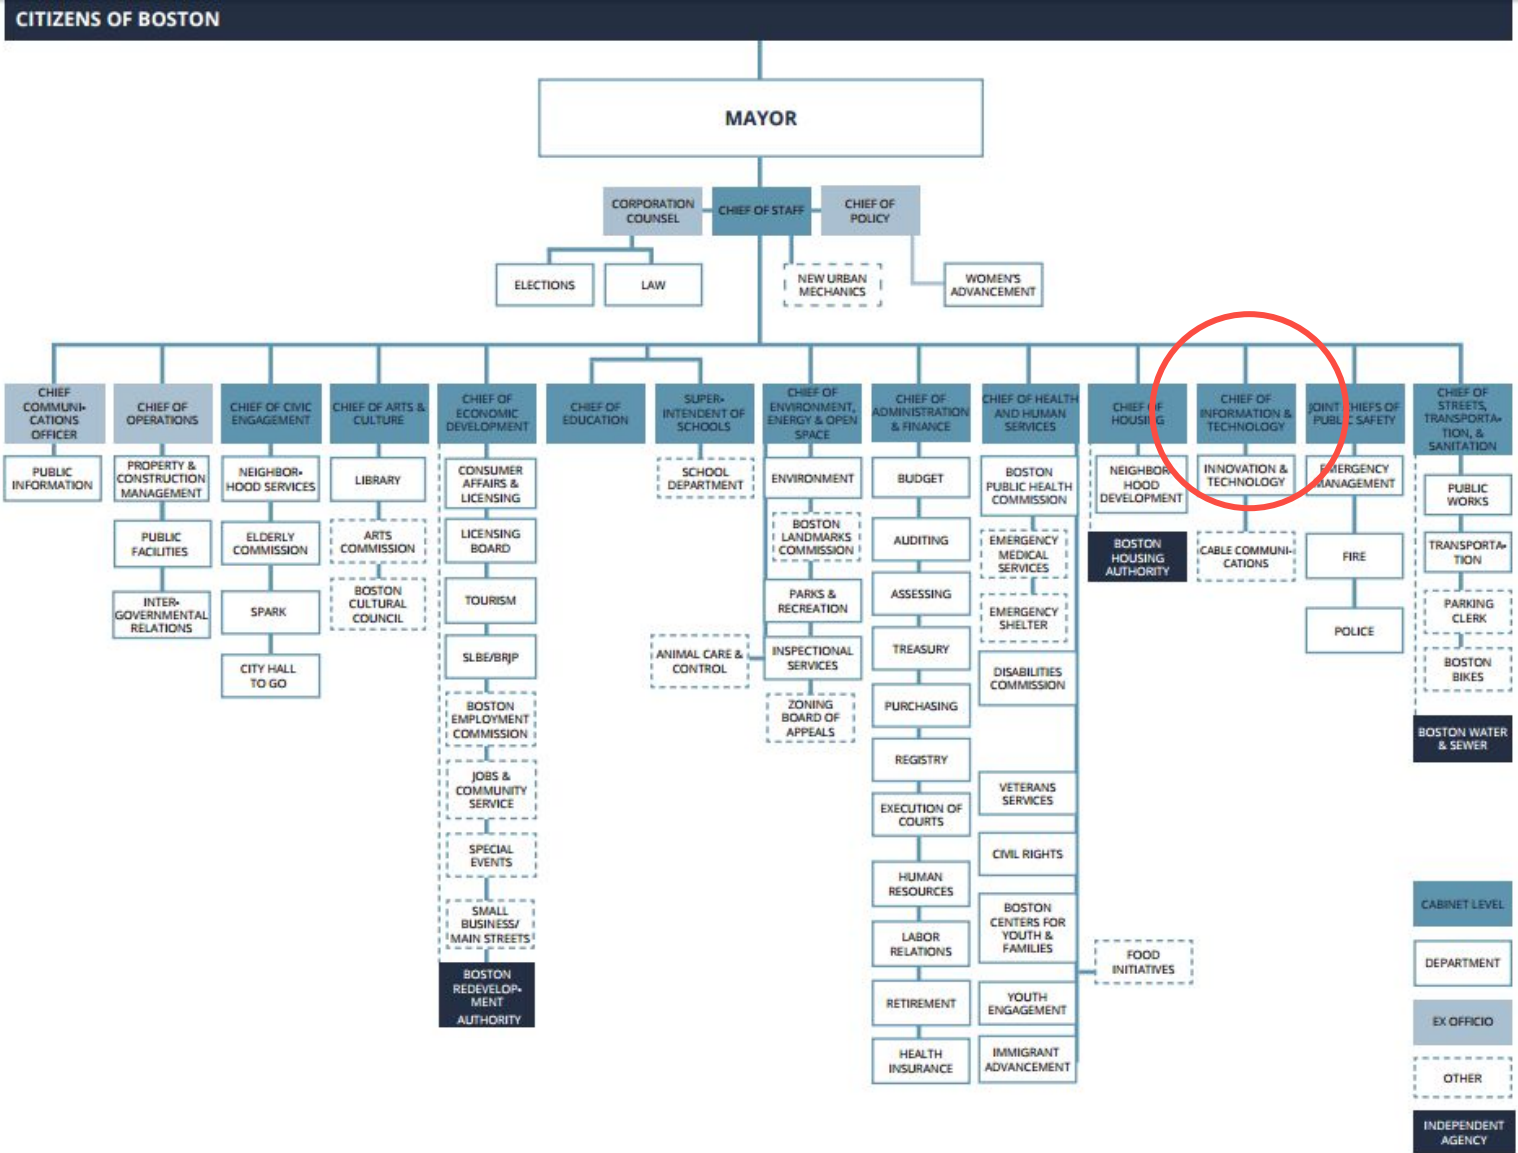 CITIZENS OF BOSTON
MAYOR
CORPORATION
COUNSEL
CHIEF OF STAFF
CHIEF OF
POLICY
ELECTIONS
LAW
NEW URBAN
MECHANICS
WOMEN'S
ADVANCEMENT
CHIEF
COMMUNI-
CATIONS
OFFICER
PUBLIC
INFORMATION
CHIEF OF
OPERATIONS
PROPERTY &
CONSTRUCTION
MANAGEMENT
PUBLIC
FACILITIES
INTER-
GOVERNMENTAL
RELATIONS
CHIEF OF CIVIC
ENGAGEMENT
NEIGHBOR-
HOOD SERVICES
ELDERLY
COMMISSION
SPARK
CITY HALL
TO GO
CHIEF OF ARTS &
CULTURE
LIBRARY
ARTS
COMMISSION
BOSTON
CULTURAL
COUNCIL
CHIEF OF
ECONOMIC
DEVELOPMENT
CONSUMER
AFFAIRS &
LICENSING
LICENSING
BOARD
TOURISM
SLBE/BRJP
BOSTON
EMPLOYMENT
COMMISSION
JOBS &
COMMUNITY
SERVICE
SPECIAL
EVENTS
SMALL
BUSINESS/
MAIN STREETS
BOSTON
REDEVELOP-
MENT
AUTHORITY
CHIEF OF
EDUCATION
SUPER-
INTENDENT OF
SCHOOLS
SCHOOL
DEPARTMENT
CHIEF OF
ENVIRONMENT,
ENERGY & OPEN
SPACE
ENVIRONMENT
BOSTON
LANDMARKS
COMMISSION
PARKS &
RECREATION
ANIMAL CARE &
CONTROL
INSPECTIONAL
SERVICES
ZONING
BOARD OF
APPEALS
CHIEF OF
ADMINISTRATION
& FINANCE
BUDGET
AUDITING
ASSESSING
TREASURY
PURCHASING
REGISTRY
EXECUTION OF
COURTS
HUMAN
RESOURCES
LABOR
RELATIONS
RETIREMENT
HEALTH
INSURANCE
CHIEF OF HEALTH
AND HUMAN
SERVICES
BOSTON
PUBLIC HEALTH
COMMISSION
EMERGENCY
MEDICAL
SERVICES
EMERGENCY
SHELTER
DISABILITIES
COMMISSION
VETERANS
SERVICES
CIVIL RIGHTS
BOSTON
CENTERS FOR
YOUTH &
FAMILIES
FOOD
INITIATIVES
YOUTH
ENGAGEMENT
IMMIGRANT
ADVANCEMENT
CHIEF OF
HOUSING
NEIGHBOR-
HOOD
DEVELOPMENT
BOSTON
HOUSING
AUTHORITY
CHIEF OF
INFORMATION &
TECHNOLOGY
INNOVATION &
TECHNOLOGY
CABLE COMMUNI-
CATIONS
JOINT CHIEFS OF
PUBLIC SAFETY
EMERGENCY
MANAGEMENT
FIRE
POLICE
CHIEF OF
STREETS,
TRANSPORTA-
TION, &
SANITATION
PUBLIC
WORKS
TRANSPORTA-
TION
PARKING
CLERK
BOSTON
BIKES
BOSTON WATER
& SEWER
CABINET LEVEL
DEPARTMENT
EX OFFICIO
OTHER
INDEPENDENT
AGENCY